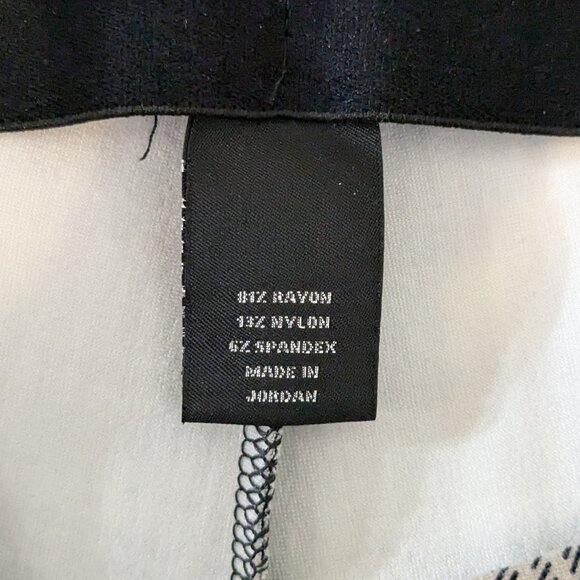 81% RAYON
13% NYLON
6% SPANDEX
MADE IN
JORDAN